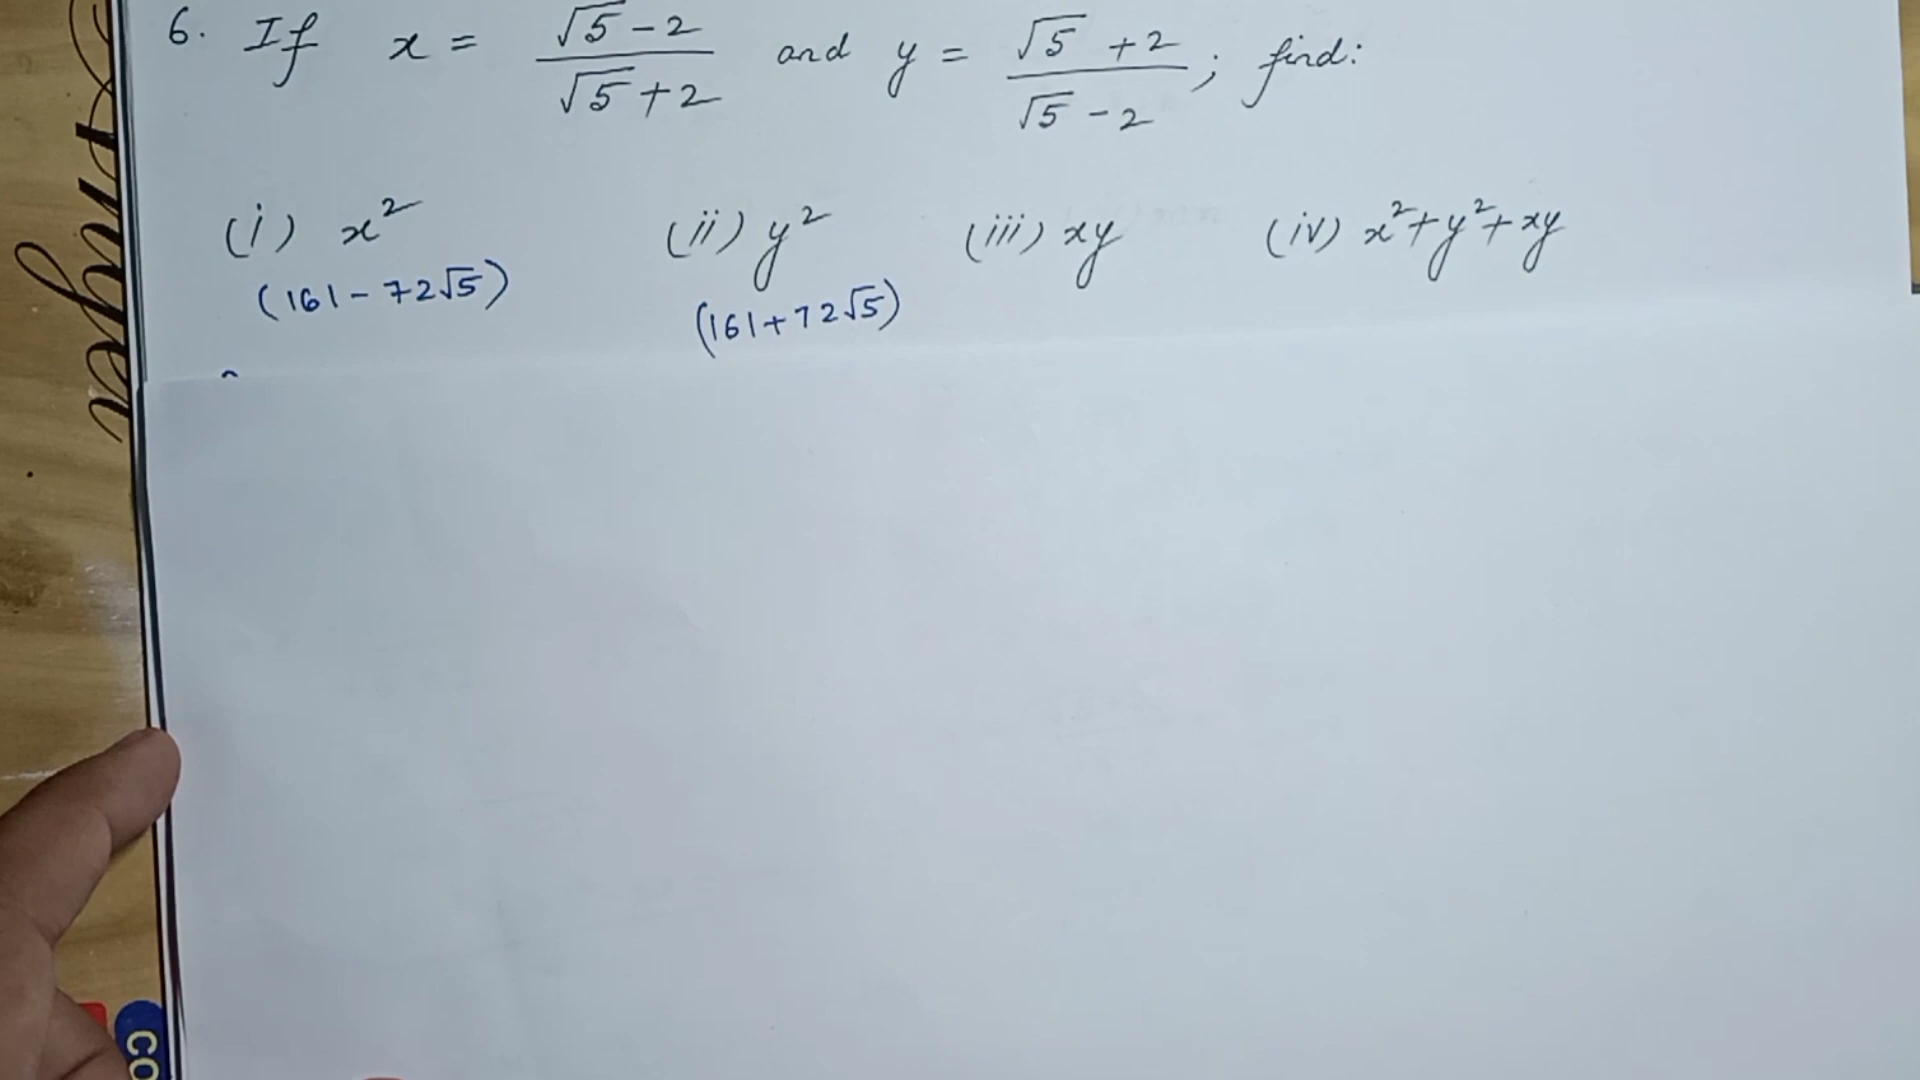 6. If x = (√5 - 2)/(√5 + 2) and y = (√5 + 2)/(√5 - 2); find:
(i) x² (ii) y² (iii) xy (iv) x² + y² + xy
(161 - 72√5) (161 + 72√5)
CO